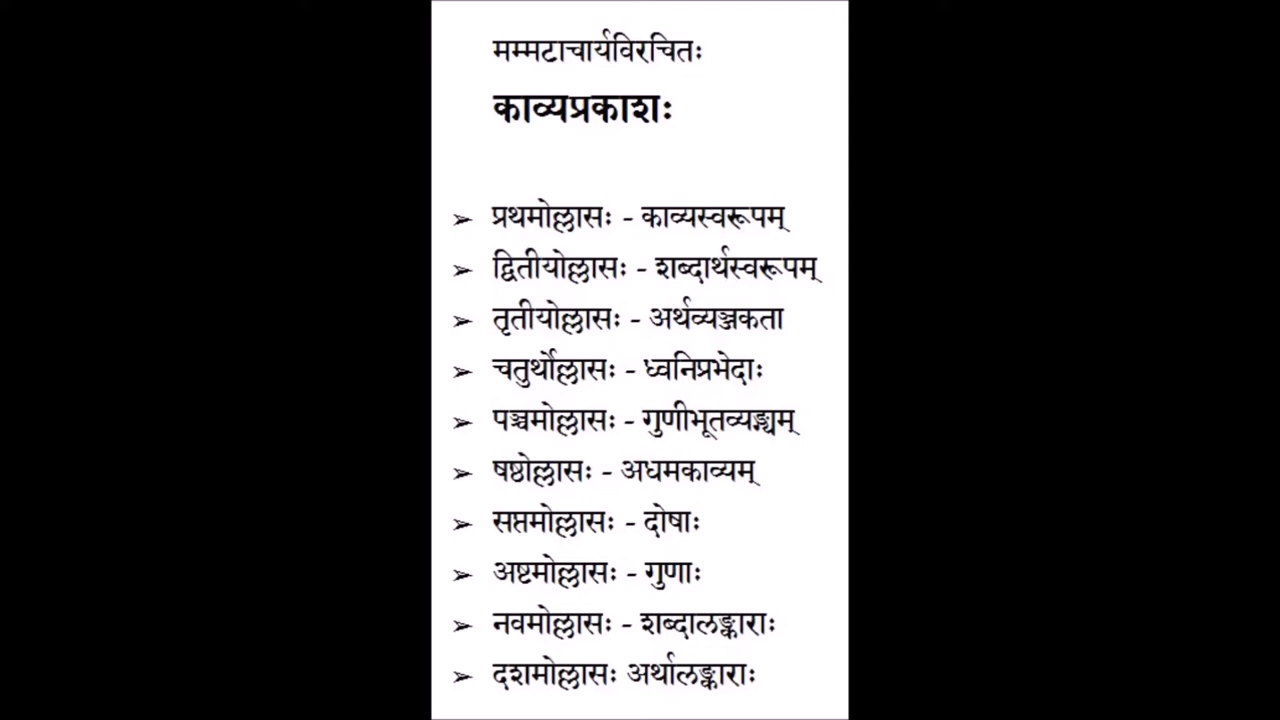 मम्मटाचार्यविरचितः
काव्यप्रकाशः
➢ प्रथमोल्लासः - काव्यस्वरूपम्
➢ द्वितीयोल्लासः - शब्दार्थस्वरूपम्
➢ तृतीयोल्लासः - अर्थव्यञ्जकता
➢ चतुर्थोल्लासः - ध्वनिप्रभेदाः
➢ पञ्चमोल्लासः - गुणीभूतव्यङ्ग्यम्
➢ षष्ठोल्लासः - अधमकाव्यम्
➢ सप्तमोल्लासः - दोषाः
➢ अष्टमोल्लासः - गुणाः
➢ नवमोल्लासः - शब्दालङ्काराः
➢ दशमोल्लासः अर्थालङ्काराः